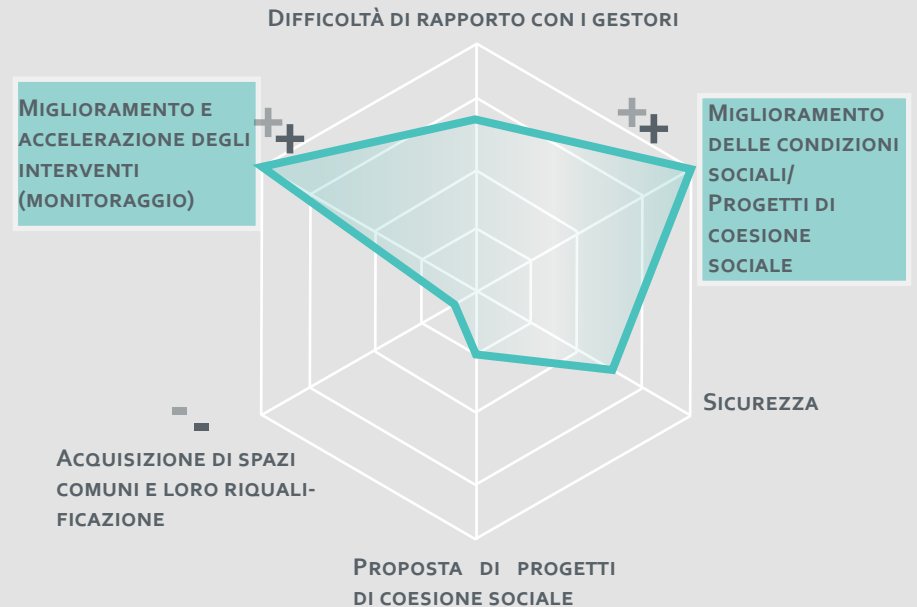 Difficoltà di rapporto con i gestori
Miglioramento e
accelerazione degli
interventi
(monitoraggio)
++
++
Miglioramento
delle condizioni
sociali/
Progetti di
coesione
sociale
Sicurezza
--
Acquisizione di spazi
comuni e loro riquali-
ficazione
Proposta di progetti
di coesione sociale